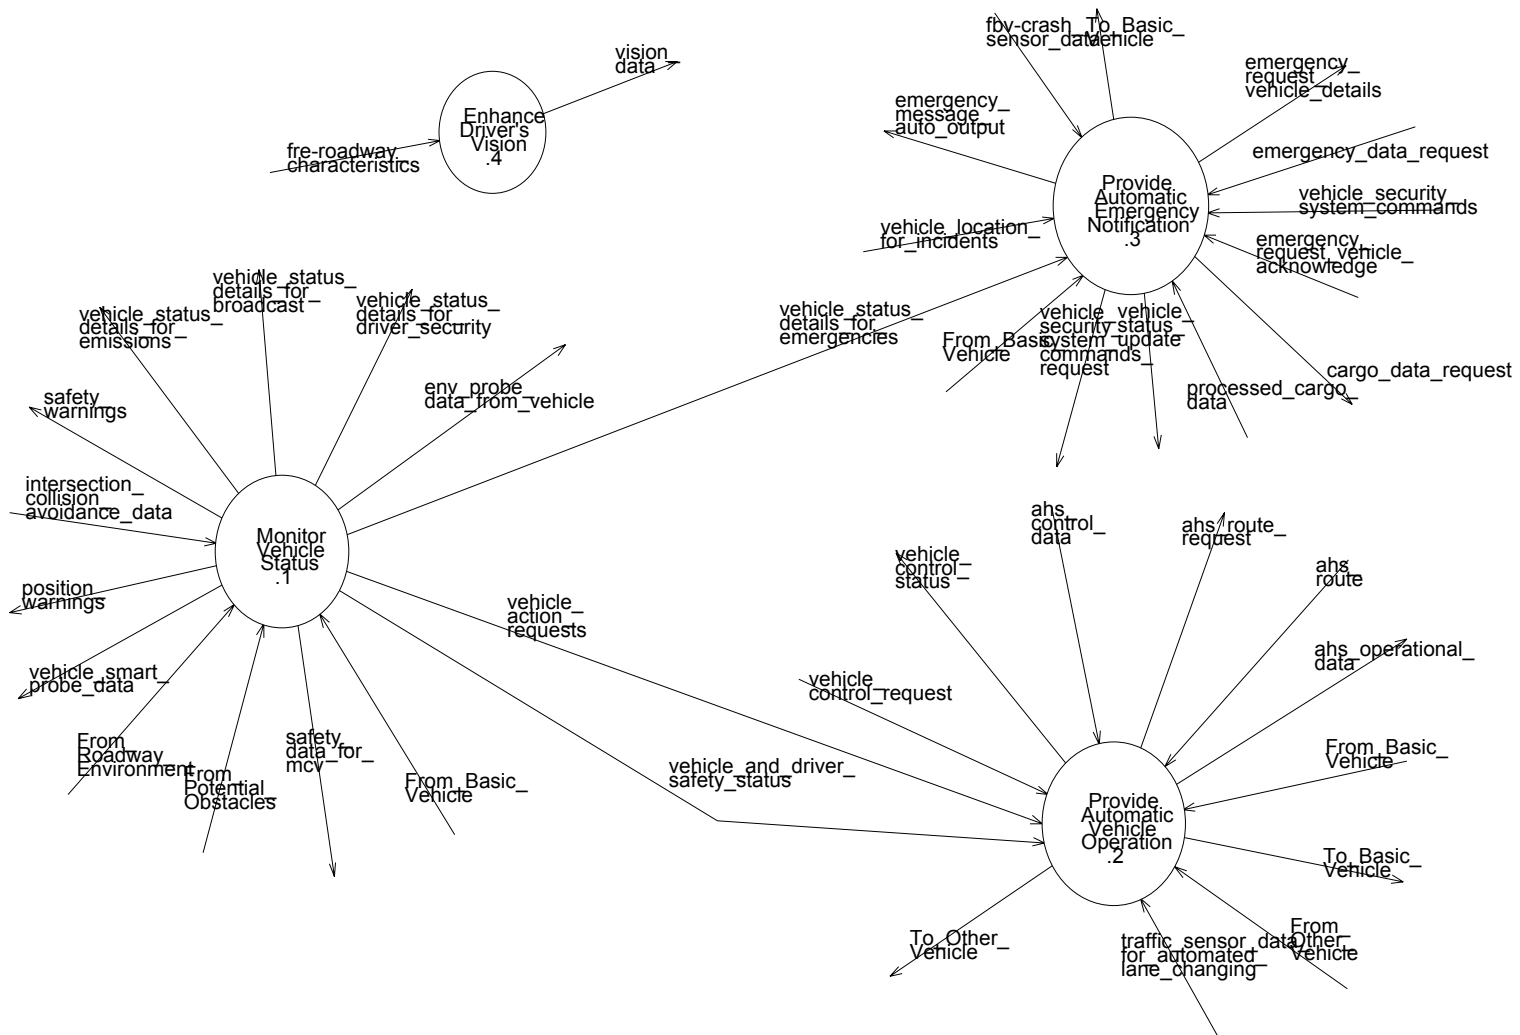 fbv-crash_
sensor_data
To_Basic_
Vehicle
vision_
data
emergency_
request_
vehicle_details
emergency_
message_
auto_output
Enhance
Driver's
Vision
.4
fre-roadway_
characteristics
emergency_data_request
Provide
Automatic
Emergency
Notification
.3
vehicle_security_
system_commands
vehicle_location_
for_incidents
emergency_
request_vehicle_
acknowledge
vehicle_status_
details_for_
broadcast
vehicle_status_
details_for_
driver_security
vehicle_status_
details_for_
emissions
vehicle_status_
details_for_
emergencies
From_Basic_
Vehicle
vehicle_
security_
system_
commands_
request
vehicle_
status_
update
cargo_data_request
processed_cargo_
data
env_probe_
data_from_vehicle
safety_
warnings
intersection_
collision_
avoidance_data
Monitor
Vehicle
Status
.1
ahs_
control_
data
ahs_route_
request
vehicle_
control_
status
ahs_
route
position_
warnings
vehicle_
action_
requests
ahs_operational_
data
vehicle_smart_
probe_data
vehicle_
control_request
From_
Roadway_
Environment
From_
Potential_
Obstacles
safety_
data_for_
mcv
From_Basic_
Vehicle
vehicle_and_driver_
safety_status
From_Basic_
Vehicle
Provide
Automatic
Vehicle
Operation
.2
To_Basic_
Vehicle
To_Other_
Vehicle
traffic_sensor_data_
for_automated_
lane_changing
From_
Other_
Vehicle